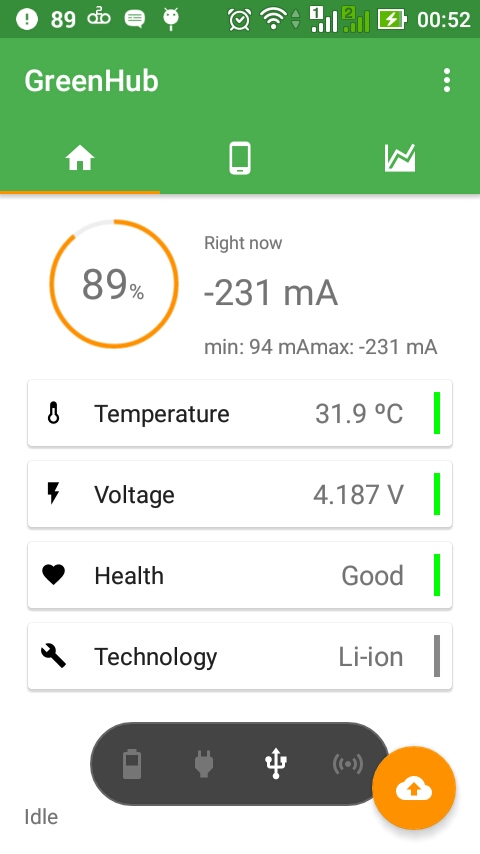 89 1 2 00:52
GreenHub
Right now
89%
-231 mA
min: 94 mAmax: -231 mA
Temperature 31.9 ºC
Voltage 4.187 V
Health Good
Technology Li-ion
Idle